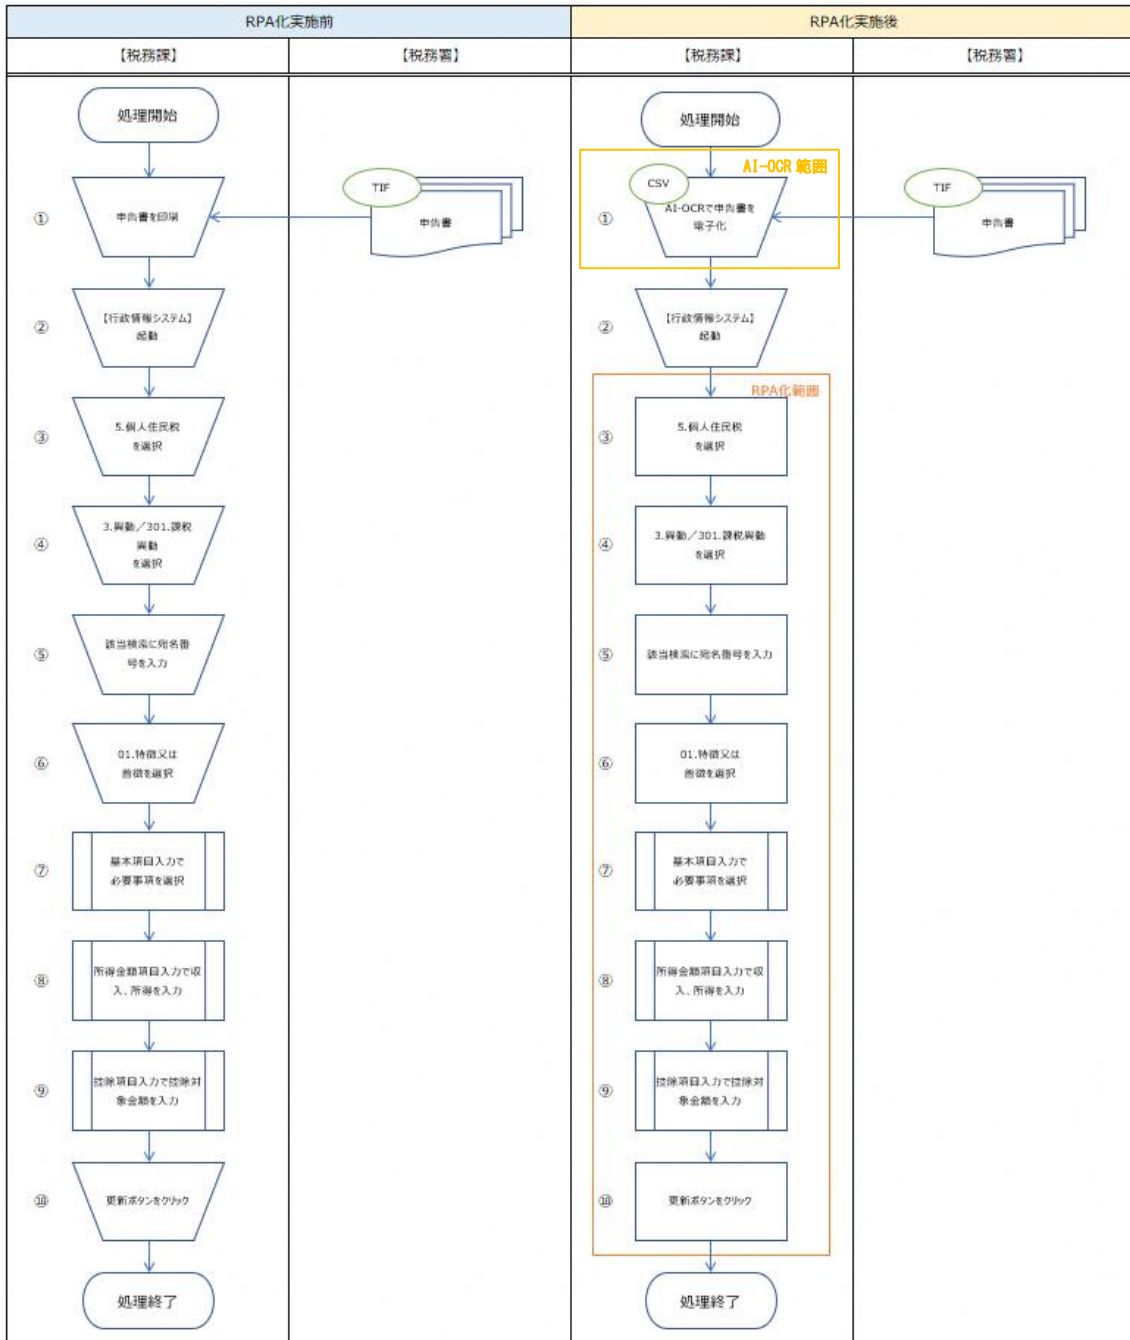 RPA化実施前
RPA化実施後
【税務課】
【税務署】
【税務課】
【税務署】
処理開始
①
申告書を印刷
TIF
申告書
②
【行政情報システム】
起動
③
5.個人住民税
を選択
④
3.異動/301.課税
異動
を選択
⑤
該当検索に宛名番
号を入力
⑥
01.特徴又は
普徴を選択
⑦
基本項目入力で
必要事項を選択
⑧
所得金額項目入力で収
入、所得を入力
⑨
控除項目入力で控除対
象金額を入力
⑩
更新ボタンをクリック
処理終了
処理開始
AI-OCR 範囲
CSV
①
AI-OCRで申告書を
電子化
TIF
申告書
②
【行政情報システム】
起動
RPA化範囲
③
5.個人住民税
を選択
④
3.異動/301.課税異動
を選択
⑤
該当検索に宛名番号を入力
⑥
01.特徴又は
普徴を選択
⑦
基本項目入力で
必要事項を選択
⑧
所得金額項目入力で収
入、所得を入力
⑨
控除項目入力で控除対
象金額を入力
⑩
更新ボタンをクリック
処理終了